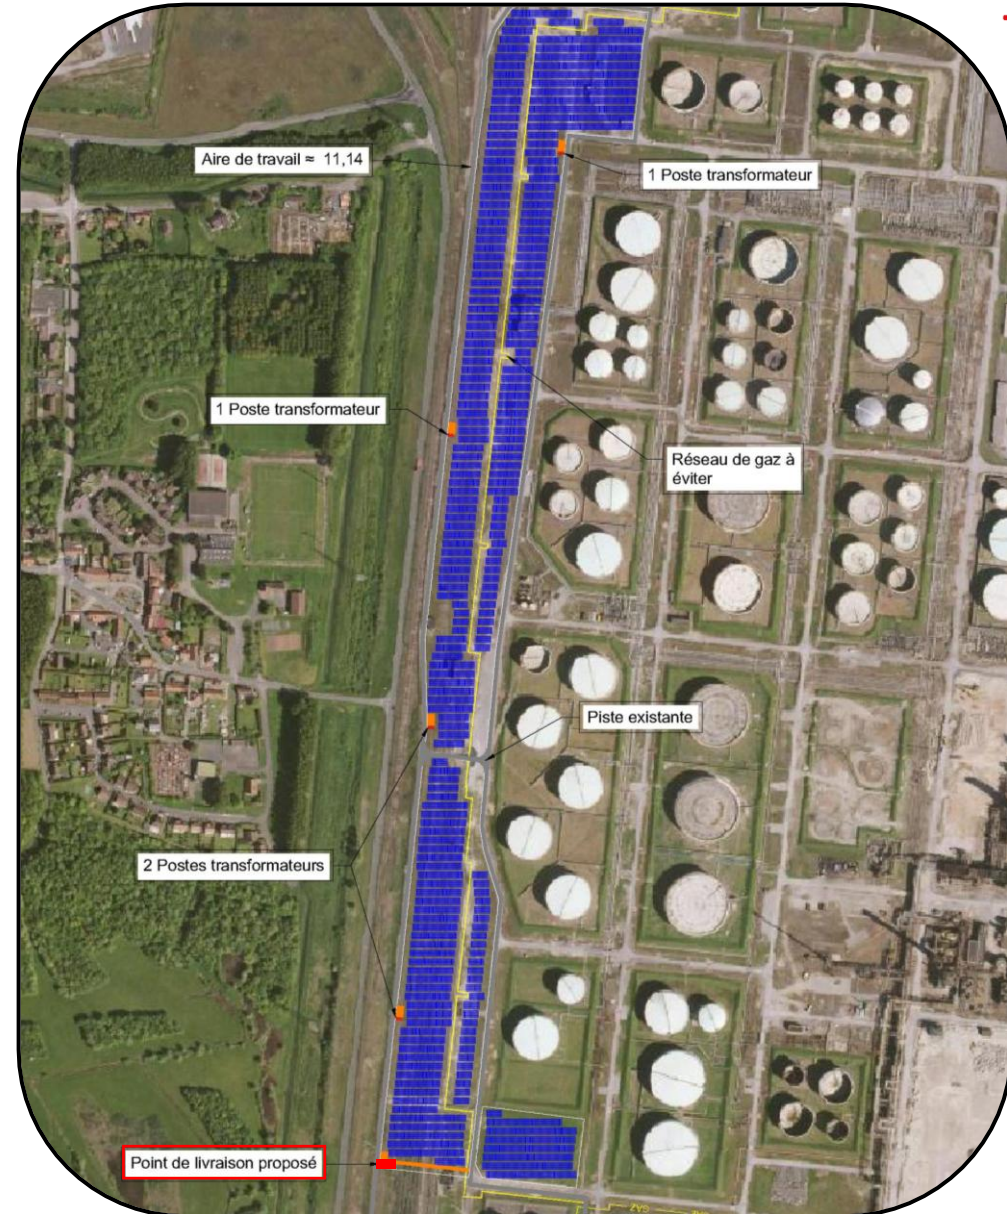 Aire de travail ≈ 11,14
1 Poste transformateur
1 Poste transformateur
Réseau de gaz à
éviter
Piste existante
2 Postes transformateurs
Point de livraison proposé
GAZ